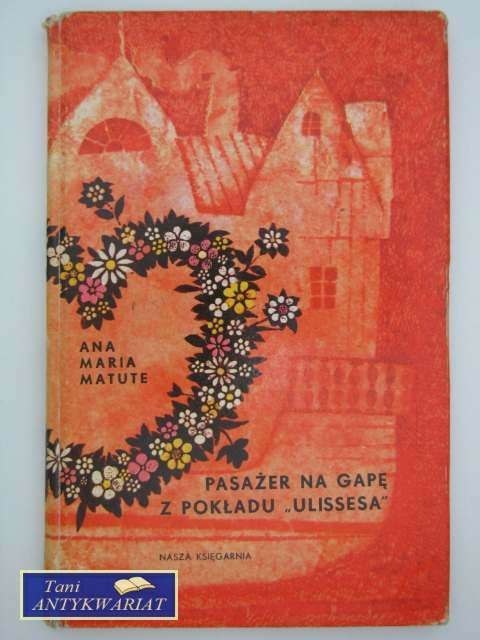 ANA
MARIA
MATUTE
PASAŻER NA GAPĘ
Z POKŁADU „ULISSESA"
NASZA KSIĘGARNIA
Tani
ANTYKWARIAT